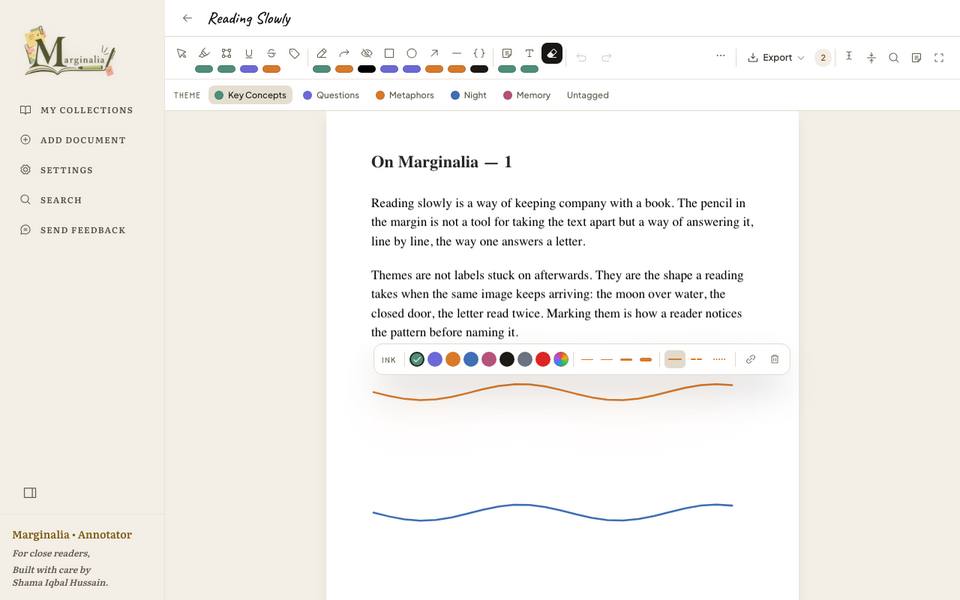 Marginalia
MY COLLECTIONS
ADD DOCUMENT
SETTINGS
SEARCH
SEND FEEDBACK
Marginalia • Annotator
For close readers,
Built with care by
Shama Iqbal Hussain.
Reading Slowly
Export
2
THEME
Key Concepts
Questions
Metaphors
Night
Memory
Untagged
On Marginalia — 1
Reading slowly is a way of keeping company with a book. The pencil in
the margin is not a tool for taking the text apart but a way of answering it,
line by line, the way one answers a letter.
Themes are not labels stuck on afterwards. They are the shape a reading
takes when the same image keeps arriving: the moon over water, the
closed door, the letter read twice. Marking them is how a reader notices
the pattern before naming it.
INK